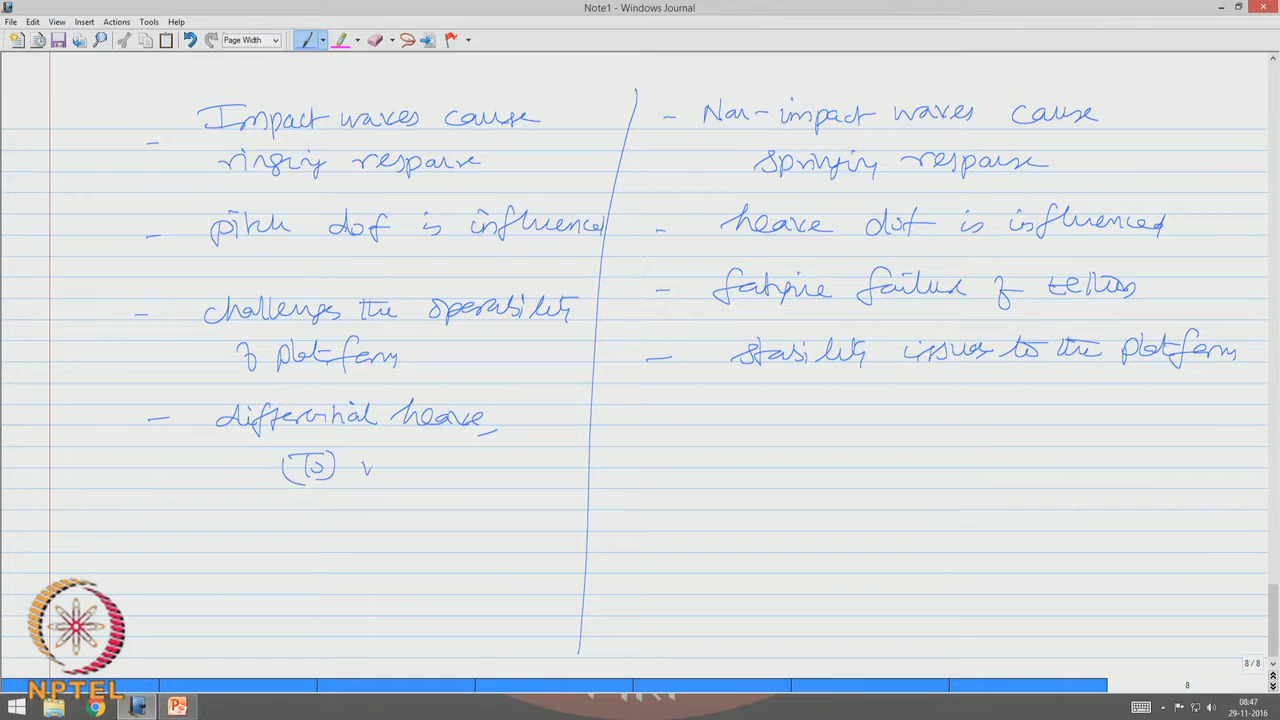 Note1 - Windows Journal
File Edit View Insert Actions Tools Help
Page Width
Impact waves cause
ringing response
- pitch dof is influenced
- challenges the operability
of platform
- differential heave
(To) v
- Non-impact waves cause
springing response
- heave dof is influenced
- fatigue failure of tethers
- stability issues to the platform
8 / 8
8
NPTEL
08:47
29-11-2016